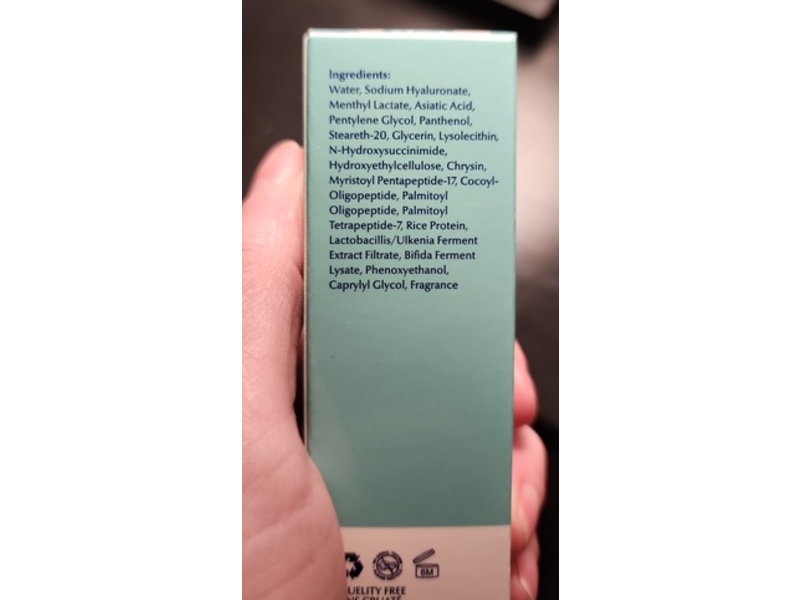 Ingredients:
Water, Sodium Hyaluronate,
Menthyl Lactate, Asiatic Acid,
Pentylene Glycol, Panthenol,
Steareth-20, Glycerin, Lysolecithin,
N-Hydroxysuccinimide,
Hydroxyethylcellulose, Chrysin,
Myristoyl Pentapeptide-17, Cocoyl-
Oligopeptide, Palmitoyl
Oligopeptide, Palmitoyl
Tetrapeptide-7, Rice Protein,
Lactobacillis/Ulkenia Ferment
Extract Filtrate, Bifida Ferment
Lysate, Phenoxyethanol,
Caprylyl Glycol, Fragrance
6M
UELITY FREE